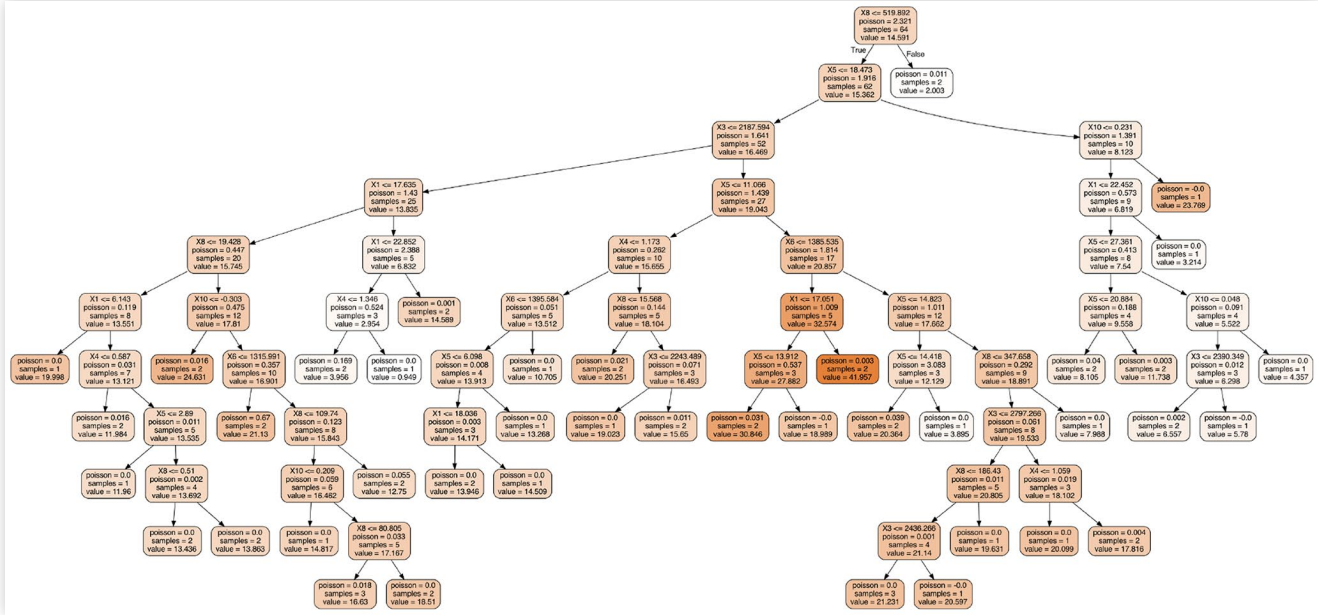 X8 <= 519.892
poisson = 2.321
samples = 64
value = 14.591
True
False
X5 <= 18.473
poisson = 1.916
samples = 62
value = 15.362
poisson = 0.011
samples = 2
value = 2.003
X3 <= 2187.594
poisson = 1.641
samples = 52
value = 16.469
X10 <= 0.231
poisson = 1.391
samples = 10
value = 8.123
X1 <= 17.635
poisson = 1.43
samples = 25
value = 13.835
X5 <= 11.066
poisson = 1.439
samples = 27
value = 19.043
X1 <= 22.452
poisson = 0.573
samples = 9
value = 6.819
poisson = -0.0
samples = 1
value = 23.769
X8 <= 19.428
poisson = 0.447
samples = 20
value = 15.745
X1 <= 22.852
poisson = 2.388
samples = 5
value = 6.832
X4 <= 1.173
poisson = 0.262
samples = 10
value = 15.655
X6 <= 1385.535
poisson = 1.814
samples = 17
value = 20.857
X5 <= 27.361
poisson = 0.413
samples = 8
value = 7.54
poisson = 0.0
samples = 1
value = 3.214
X1 <= 6.143
poisson = 0.119
samples = 8
value = 13.551
X10 <= -0.303
poisson = 0.475
samples = 12
value = 17.81
X4 <= 1.346
poisson = 0.524
samples = 3
value = 2.954
poisson = 0.001
samples = 2
value = 14.589
X6 <= 1395.584
poisson = 0.051
samples = 5
value = 13.512
X8 <= 15.568
poisson = 0.144
samples = 5
value = 18.104
X1 <= 17.051
poisson = 1.009
samples = 5
value = 32.574
X5 <= 14.823
poisson = 1.011
samples = 12
value = 17.662
X5 <= 20.884
poisson = 0.188
samples = 4
value = 9.558
X10 <= 0.048
poisson = 0.091
samples = 4
value = 5.522
poisson = 0.0
samples = 1
value = 19.998
X4 <= 0.587
poisson = 0.031
samples = 7
value = 13.121
poisson = 0.016
samples = 2
value = 24.631
X6 <= 1315.991
poisson = 0.357
samples = 10
value = 16.901
poisson = 0.169
samples = 2
value = 3.956
poisson = 0.0
samples = 1
value = 0.949
X5 <= 6.098
poisson = 0.008
samples = 4
value = 13.913
poisson = 0.0
samples = 1
value = 10.705
poisson = 0.021
samples = 2
value = 20.251
X3 <= 2243.489
poisson = 0.071
samples = 3
value = 16.493
X5 <= 13.912
poisson = 0.537
samples = 3
value = 27.882
poisson = 0.003
samples = 2
value = 41.957
X5 <= 14.418
poisson = 3.083
samples = 3
value = 12.129
X8 <= 347.658
poisson = 0.292
samples = 9
value = 18.891
poisson = 0.04
samples = 2
value = 8.105
poisson = 0.003
samples = 2
value = 11.738
X3 <= 2390.349
poisson = 0.012
samples = 3
value = 6.298
poisson = 0.0
samples = 1
value = 4.357
poisson = 0.016
samples = 2
value = 11.984
X5 <= 2.89
poisson = 0.011
samples = 5
value = 13.535
poisson = 0.67
samples = 2
value = 21.13
X8 <= 109.74
poisson = 0.123
samples = 8
value = 15.843
X1 <= 18.036
poisson = 0.003
samples = 3
value = 14.171
poisson = 0.0
samples = 1
value = 13.268
poisson = 0.0
samples = 1
value = 19.023
poisson = 0.011
samples = 2
value = 15.65
poisson = 0.031
samples = 2
value = 30.846
poisson = -0.0
samples = 1
value = 18.989
poisson = 0.039
samples = 2
value = 20.364
poisson = 0.0
samples = 1
value = 3.895
X3 <= 2797.266
poisson = 0.061
samples = 8
value = 19.533
poisson = 0.0
samples = 1
value = 7.988
poisson = 0.002
samples = 2
value = 6.557
poisson = -0.0
samples = 1
value = 5.78
poisson = 0.0
samples = 1
value = 11.96
X8 <= 0.51
poisson = 0.002
samples = 4
value = 13.692
X10 <= 0.209
poisson = 0.059
samples = 6
value = 16.462
poisson = 0.055
samples = 2
value = 12.75
poisson = 0.0
samples = 2
value = 13.946
poisson = 0.0
samples = 1
value = 14.509
X8 <= 186.43
poisson = 0.011
samples = 5
value = 20.805
X4 <= 1.059
poisson = 0.019
samples = 3
value = 18.102
poisson = 0.0
samples = 2
value = 13.436
poisson = 0.0
samples = 2
value = 13.863
poisson = 0.0
samples = 1
value = 14.817
X8 <= 80.805
poisson = 0.033
samples = 5
value = 17.167
X3 <= 2436.266
poisson = 0.001
samples = 4
value = 21.14
poisson = 0.0
samples = 1
value = 19.631
poisson = 0.0
samples = 1
value = 20.099
poisson = 0.004
samples = 2
value = 17.816
poisson = 0.018
samples = 3
value = 16.63
poisson = 0.0
samples = 2
value = 18.51
poisson = 0.0
samples = 3
value = 21.231
poisson = -0.0
samples = 1
value = 20.597